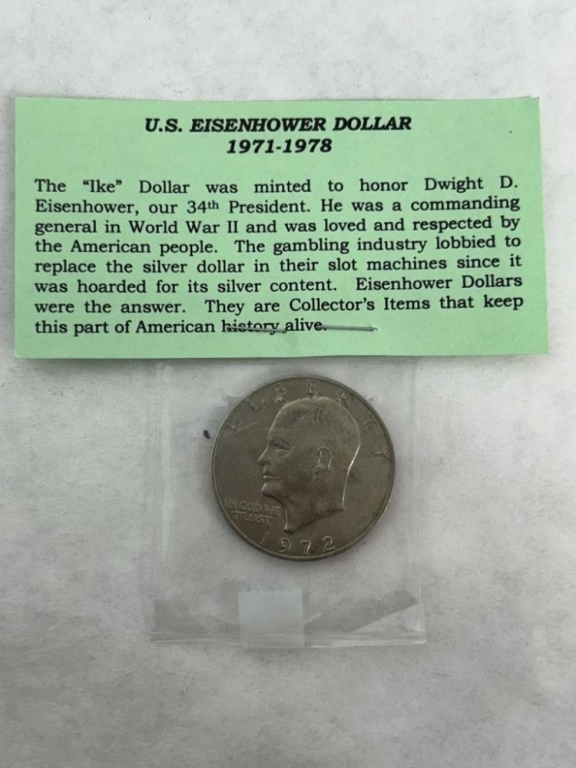 U.S. EISENHOWER DOLLAR
1971-1978
The "Ike" Dollar was minted to honor Dwight D.
Eisenhower, our 34th President. He was a commanding
general in World War II and was loved and respected by
the American people. The gambling industry lobbied to
replace the silver dollar in their slot machines since it
was hoarded for its silver content. Eisenhower Dollars
were the answer. They are Collector's Items that keep
this part of American history alive.
LIBERTY
IN GOD WE
TRUST
1972